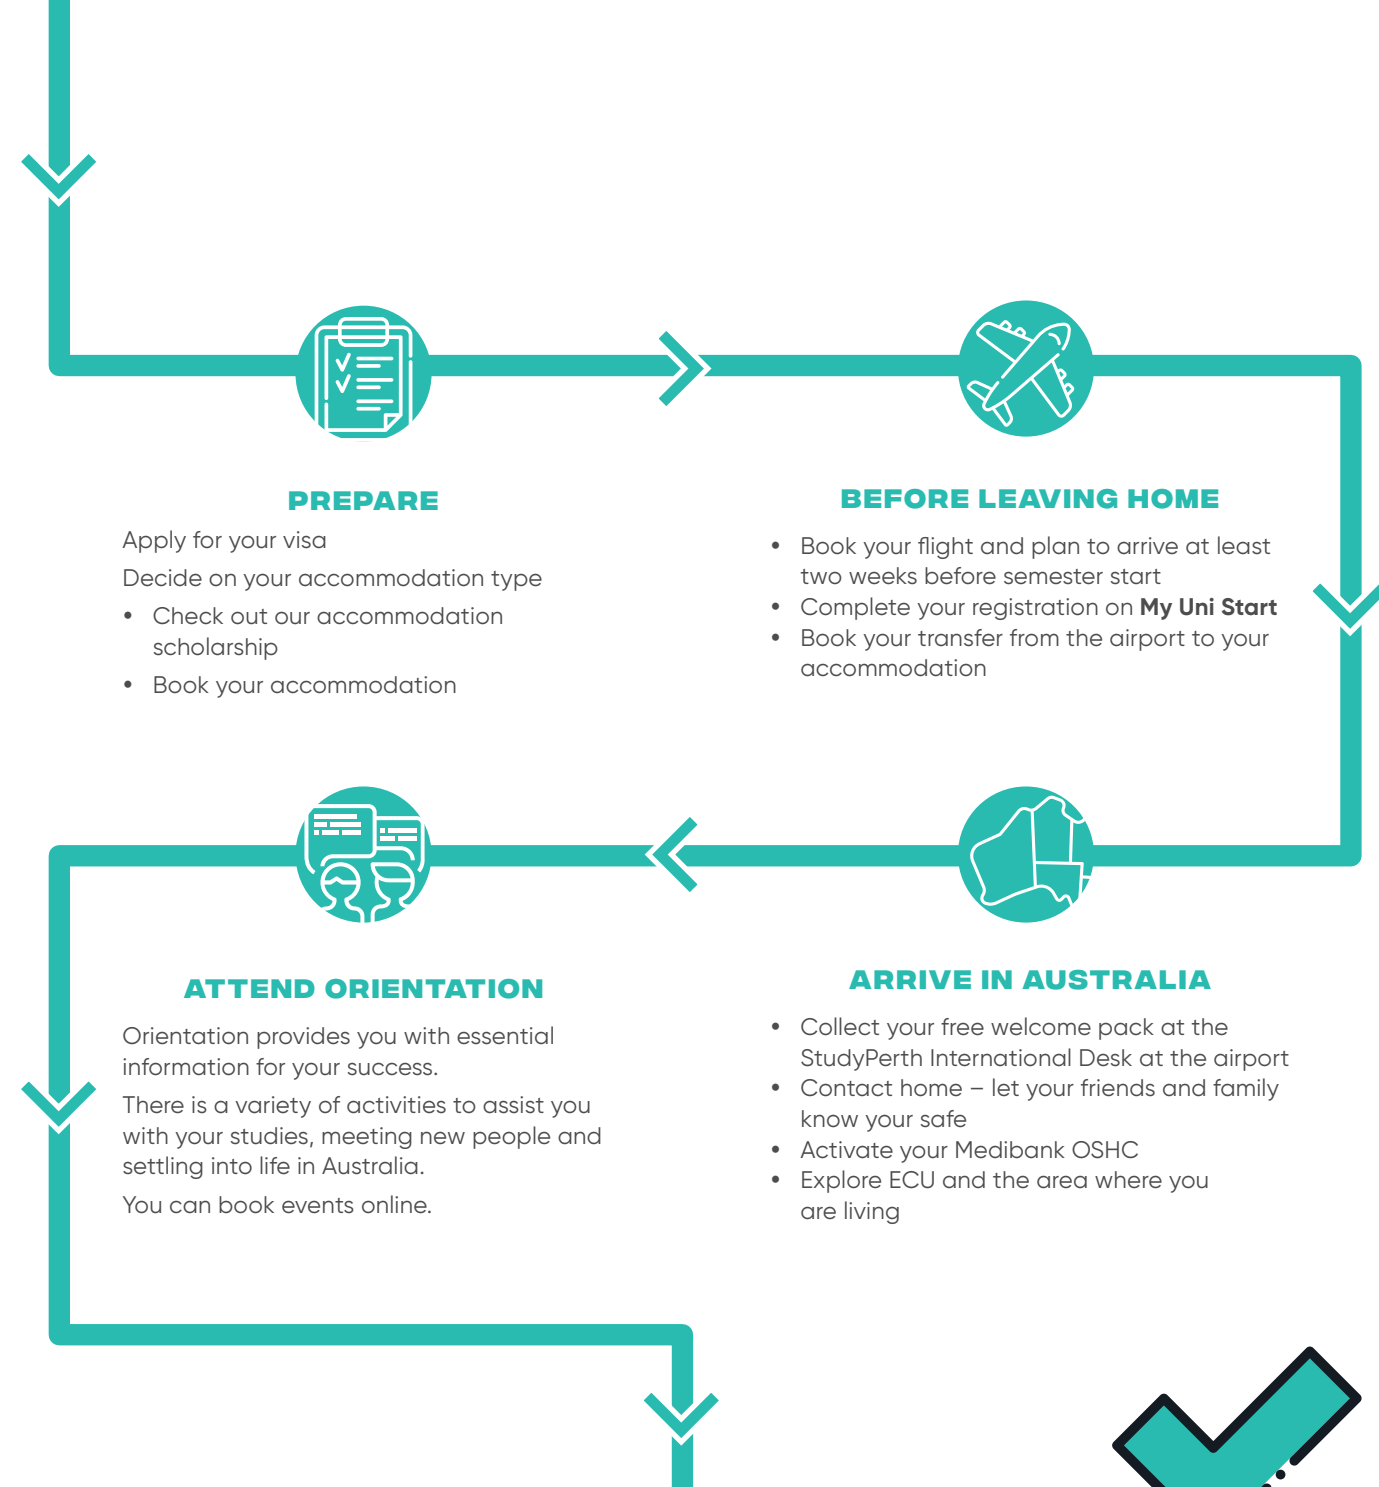 PREPARE
Apply for your visa
Decide on your accommodation type
• Check out our accommodation
scholarship
• Book your accommodation
BEFORE LEAVING HOME
• Book your flight and plan to arrive at least
two weeks before semester start
• Complete your registration on My Uni Start
• Book your transfer from the airport to your
accommodation
ARRIVE IN AUSTRALIA
• Collect your free welcome pack at the
StudyPerth International Desk at the airport
• Contact home – let your friends and family
know your safe
• Activate your Medibank OSHC
• Explore ECU and the area where you
are living
ATTEND ORIENTATION
Orientation provides you with essential
information for your success.
There is a variety of activities to assist you
with your studies, meeting new people and
settling into life in Australia.
You can book events online.